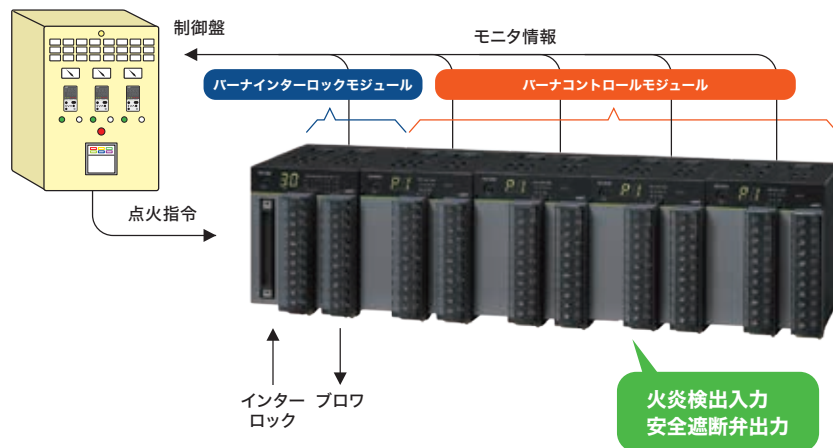 制御盤
モニタ情報
バーナインターロックモジュール
バーナコントロールモジュール
30
P1
P1
P1
P1
点火指令
インター
ロック
ブロワ
火炎検出入力
安全遮断弁出力